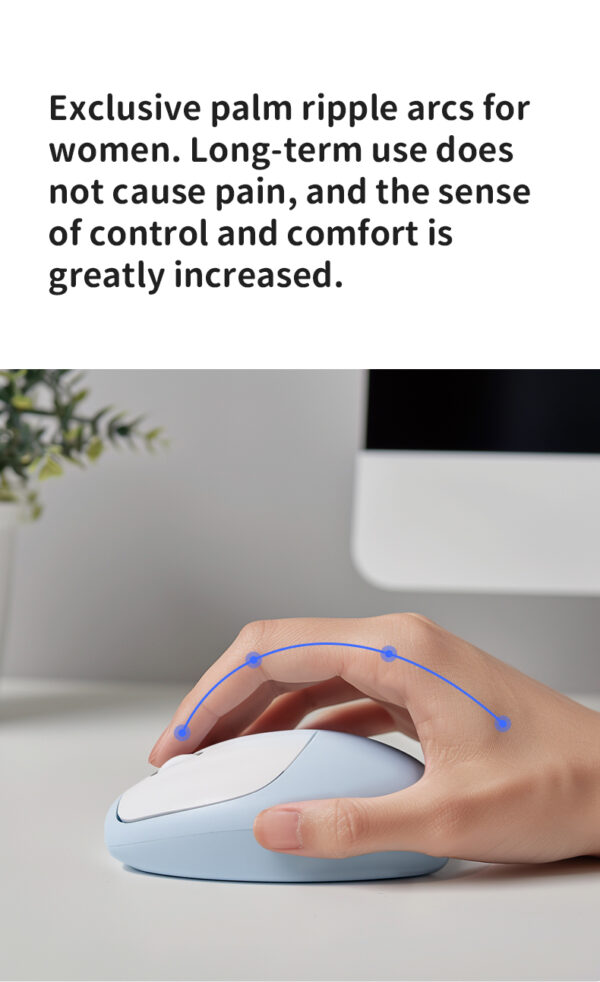 Exclusive palm ripple arcs for
women. Long-term use does
not cause pain, and the sense
of control and comfort is
greatly increased.